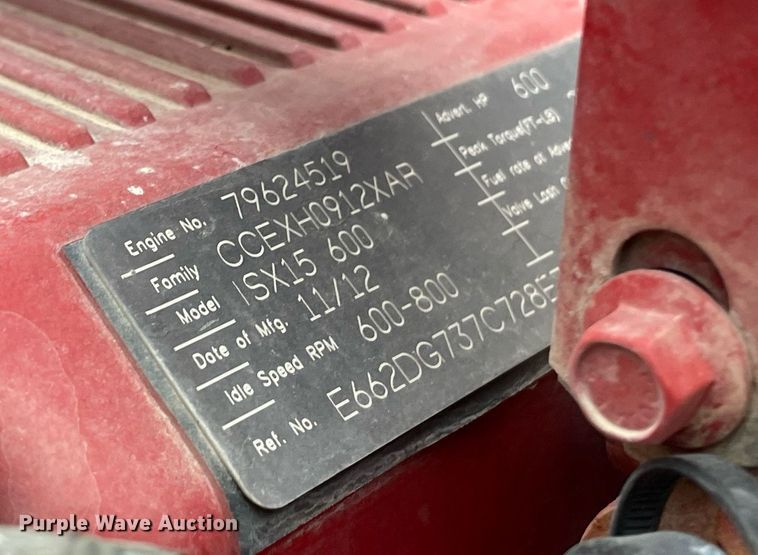 Engine No. 79624519
Family CCEXH0912XAR
Model ISX15 600
Date of Mfg. 11/12
Idle Speed RPM 600-800
Ref. No. E662DG737C728E
Advert. HP 600
Peak Torque(FT-LB)
Fuel rate at Adve
Valve Lash
Purple Wave Auction